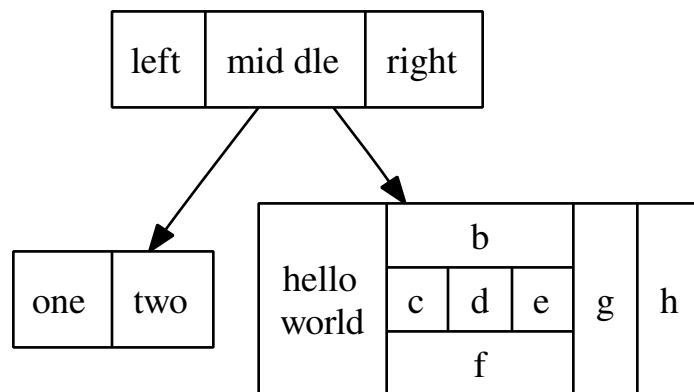 left mid dle right
one two
hello
world
b
c d e
f
g
h